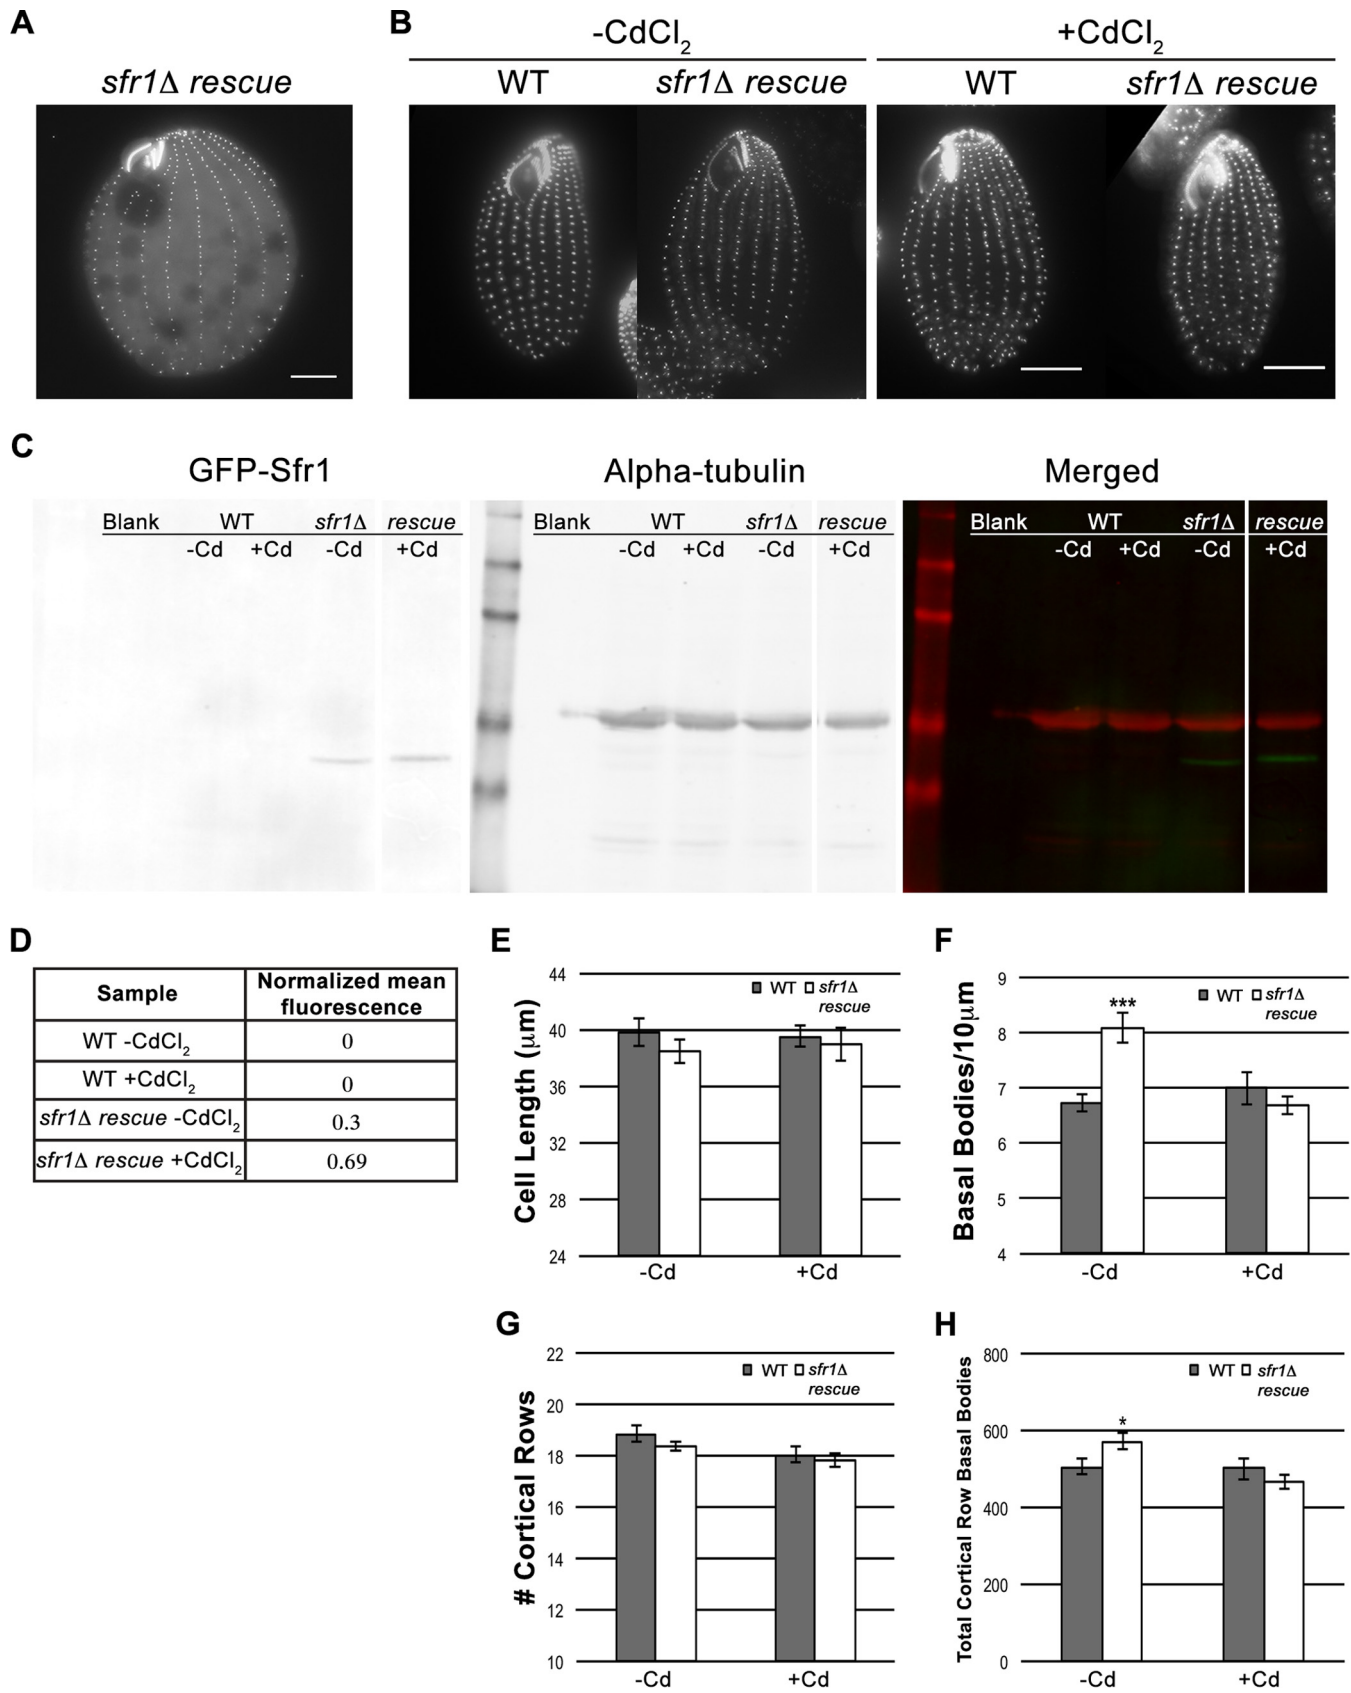 A
sfr1Δ rescue
B
-CdCl2
+CdCl2
WT
sfr1Δ rescue
WT
sfr1Δ rescue
C
GFP-Sfr1
Alpha-tubulin
Merged
Blank WT sfr1Δ rescue
-Cd +Cd -Cd +Cd
Blank WT sfr1Δ rescue
-Cd +Cd -Cd +Cd
Blank WT sfr1Δ rescue
-Cd +Cd -Cd +Cd
D
Sample
Normalized mean
fluorescence
WT -CdCl2
0
WT +CdCl2
0
sfr1Δ rescue -CdCl2
0.3
sfr1Δ rescue +CdCl2
0.69
E
Cell Length (μm)
44
40
36
32
28
24
WT sfr1Δ
rescue
-Cd
+Cd
F
Basal Bodies/10μm
9
8
7
6
5
4
***
WT sfr1Δ
rescue
-Cd
+Cd
G
# Cortical Rows
22
20
18
16
14
12
10
WT sfr1Δ
rescue
-Cd
+Cd
H
Total Cortical Row Basal Bodies
800
600
400
200
0
*
WT sfr1Δ
rescue
-Cd
+Cd